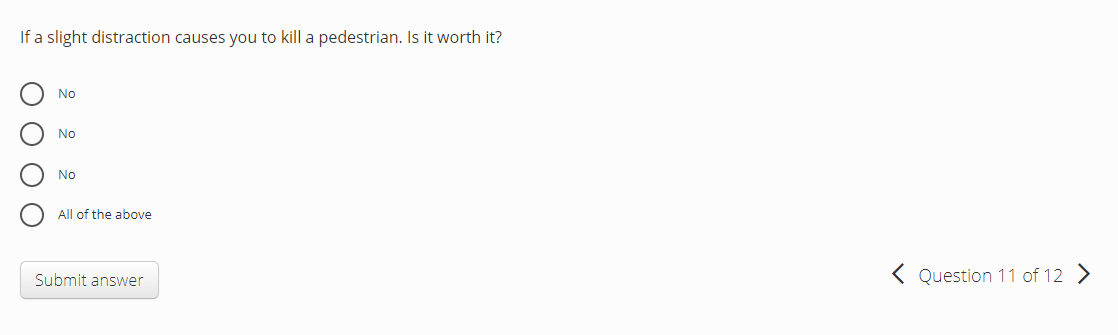 If a slight distraction causes you to kill a pedestrian. Is it worth it?
No
No
No
All of the above
Submit answer
Question 11 of 12